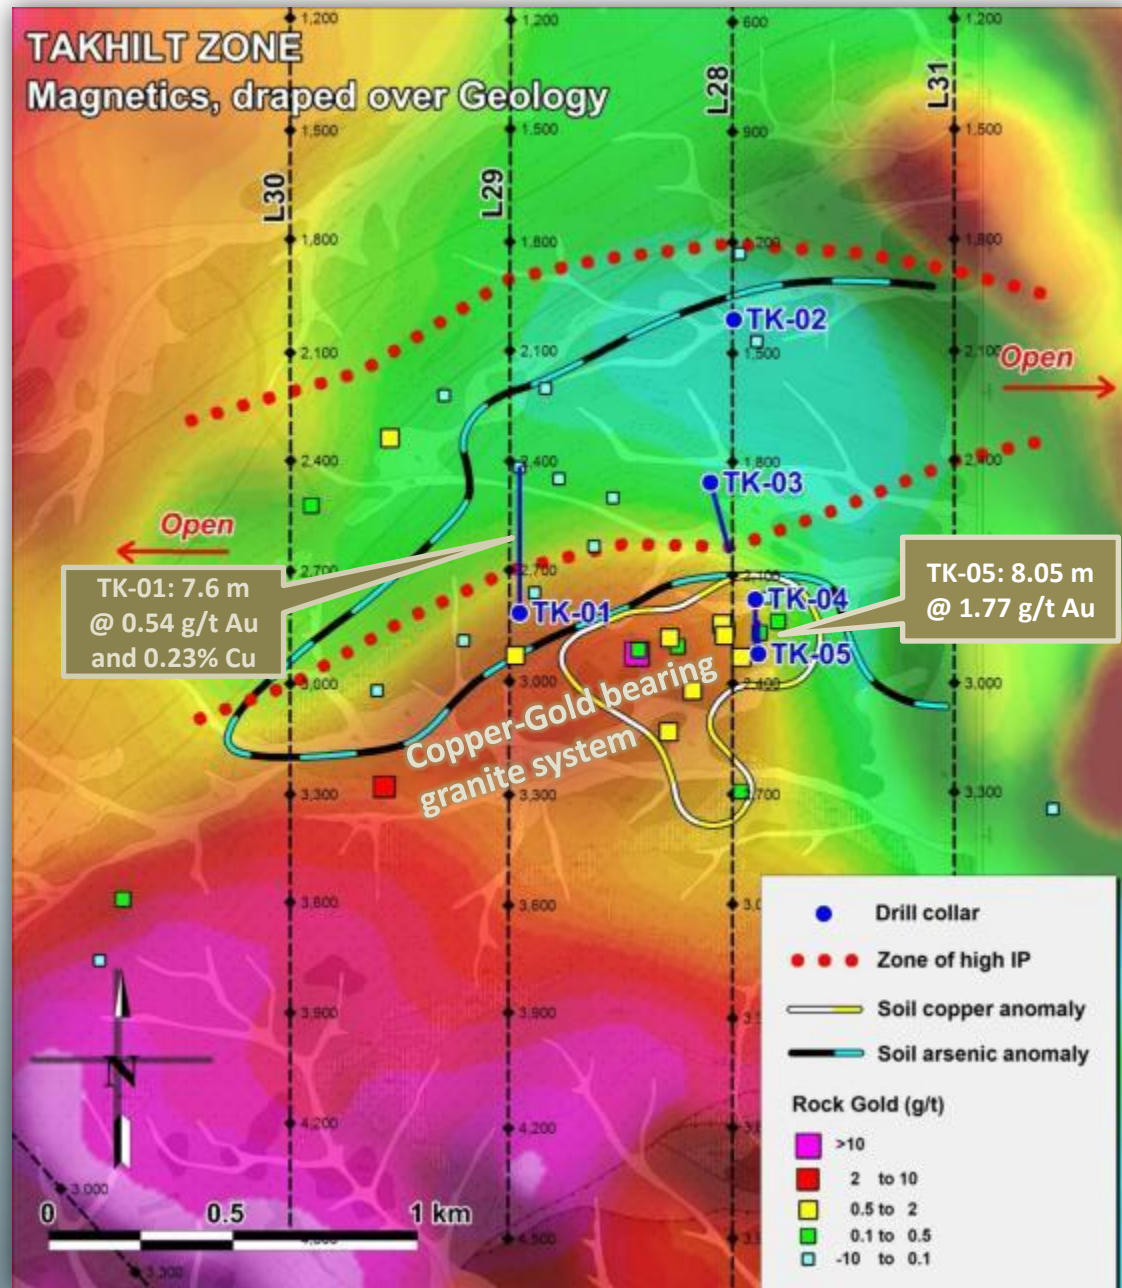 TAKHILT ZONE
Magnetics, draped over Geology
1,200
1,200
600
1,200
L30
L29
L28
L31
1,500
1,500
900
1,500
1,800
1,800
1,200
1,800
TK-02
2,100
2,100
1,500
2,100
Open
2,400
2,400
1,800
2,400
TK-03
Open
2,700
2,700
2,100
TK-01: 7.6 m
@ 0.54 g/t Au
and 0.23% Cu
TK-05: 8.05 m
@ 1.77 g/t Au
TK-01
TK-04
TK-05
3,000
3,000
2,400
3,000
Copper-Gold bearing
granite system
3,300
3,300
3,300
3,600
3,600
3,900
3,900
N
4,200
4,200
3,000
4,500
3,300
0 0.5 1 km
Drill collar
Zone of high IP
Soil copper anomaly
Soil arsenic anomaly
Rock Gold (g/t)
>10
2 to 10
0.5 to 2
0.1 to 0.5
-10 to 0.1